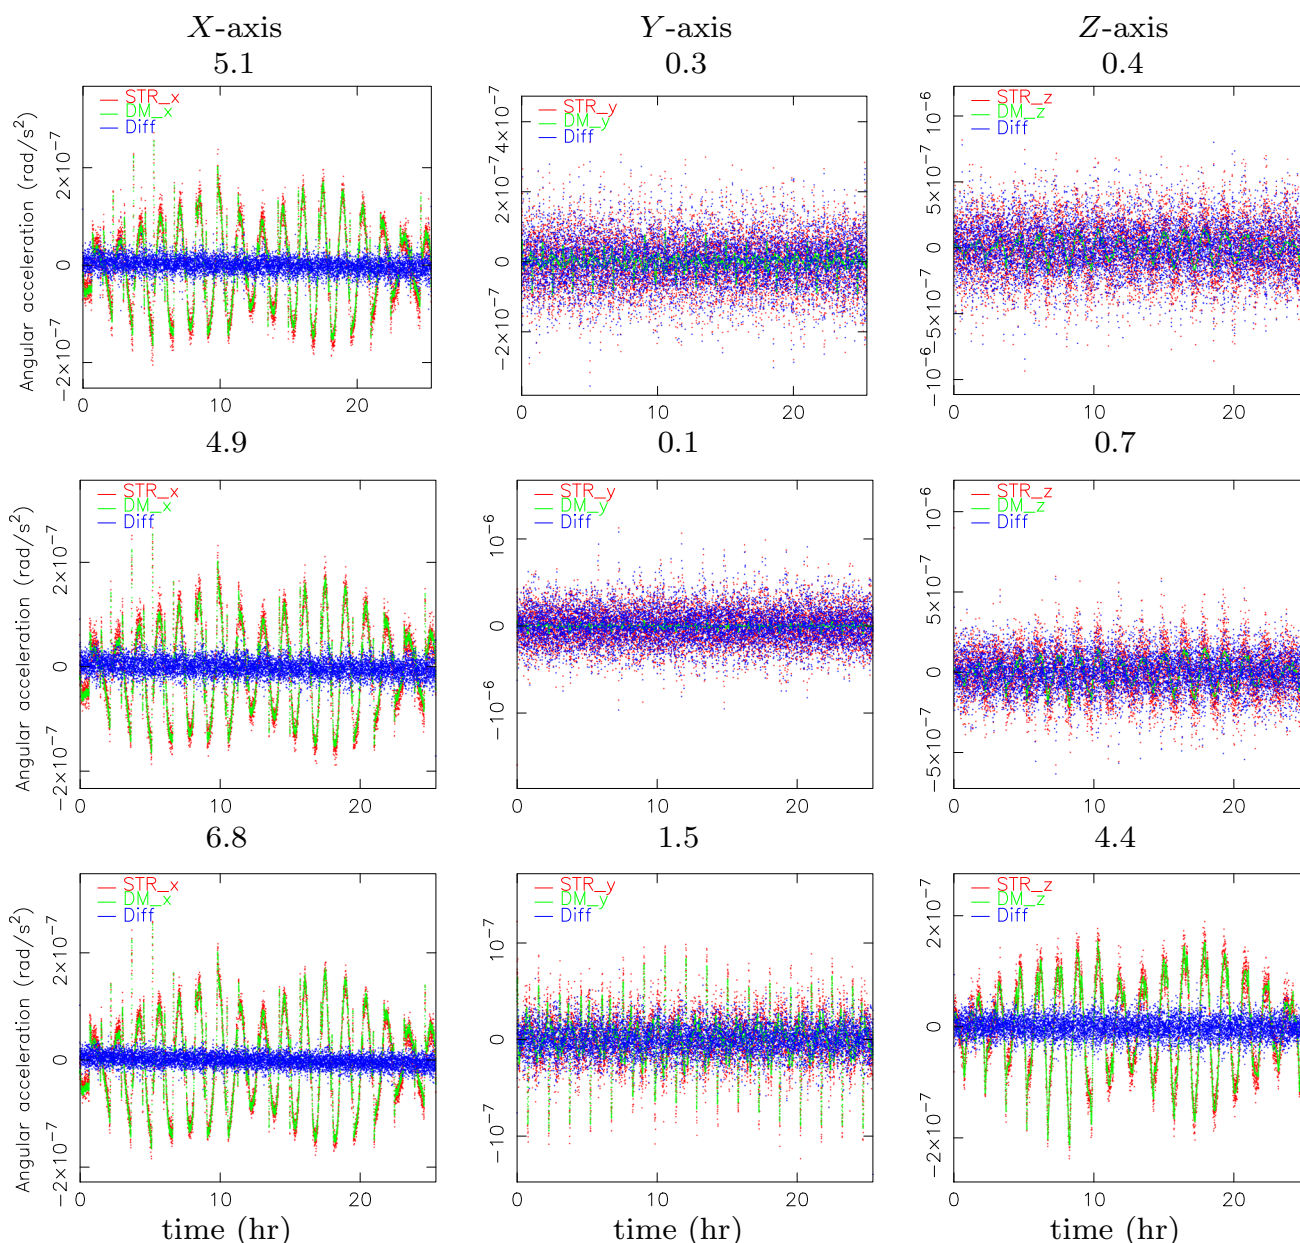 X-axis Y-axis Z-axis
5.1 0.3 0.4
STR_x
DM_x
Diff
Angular acceleration (rad/s²)
2×10⁻⁷
0
−2×10⁻⁷
0 20
STR_y
DM_y
Diff
4×10⁻⁷
2×10⁻⁷
0
−2×10⁻⁷
0 10 20
STR_z
DM_z
Diff
10⁻⁶
5×10⁻⁷
0
−5×10⁻⁷
−10⁻⁶
0 10 20
4.9 0.1 0.7
STR_x
DM_x
Diff
Angular acceleration (rad/s²)
2×10⁻⁷
0
−2×10⁻⁷
0 20
STR_y
DM_y
Diff
10⁻⁶
0
−10⁻⁶
0 10 20
STR_z
DM_z
Diff
10⁻⁶
5×10⁻⁷
0
−5×10⁻⁷
0 10 20
6.8 1.5 4.4
STR_x
DM_x
Diff
Angular acceleration (rad/s²)
2×10⁻⁷
0
−2×10⁻⁷
0 20
STR_y
DM_y
Diff
10⁻⁷
0
−10⁻⁷
0 10 20
STR_z
DM_z
Diff
2×10⁻⁷
0
−2×10⁻⁷
0 10 20
time (hr) time (hr) time (hr)